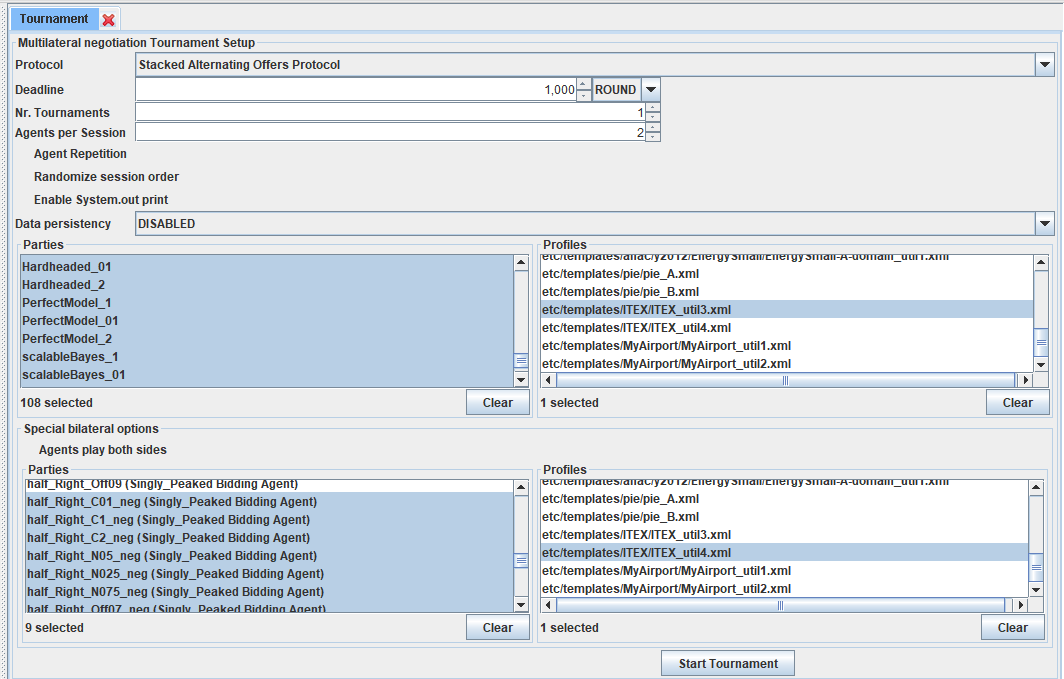 Tournament
Multilateral negotiation Tournament Setup
Protocol Stacked Alternating Offers Protocol
Deadline 1,000 ROUND
Nr. Tournaments 1
Agents per Session 2
Agent Repetition
Randomize session order
Enable System.out print
Data persistency DISABLED
Parties
Hardheaded_01
Hardheaded_2
PerfectModel_1
PerfectModel_01
PerfectModel_2
scalableBayes_1
scalableBayes_01
108 selected
Clear
Profiles
etc/templates/anac/y2012/EnergySmall/EnergySmall-A-domain_util1.xml
etc/templates/pie/pie_A.xml
etc/templates/pie/pie_B.xml
etc/templates/ITEX/ITEX_util3.xml
etc/templates/ITEX/ITEX_util4.xml
etc/templates/MyAirport/MyAirport_util1.xml
etc/templates/MyAirport/MyAirport_util2.xml
1 selected
Clear
Special bilateral options
Agents play both sides
Parties
half_Right_Off09 (Singly_Peaked Bidding Agent)
half_Right_C01_neg (Singly_Peaked Bidding Agent)
half_Right_C1_neg (Singly_Peaked Bidding Agent)
half_Right_C2_neg (Singly_Peaked Bidding Agent)
half_Right_N05_neg (Singly_Peaked Bidding Agent)
half_Right_N025_neg (Singly_Peaked Bidding Agent)
half_Right_N075_neg (Singly_Peaked Bidding Agent)
half_Right_Off07_neg (Singly_Peaked Bidding Agent)
9 selected
Clear
Profiles
etc/templates/anac/y2012/EnergySmall/EnergySmall-A-domain_util1.xml
etc/templates/pie/pie_A.xml
etc/templates/pie/pie_B.xml
etc/templates/ITEX/ITEX_util3.xml
etc/templates/ITEX/ITEX_util4.xml
etc/templates/MyAirport/MyAirport_util1.xml
etc/templates/MyAirport/MyAirport_util2.xml
1 selected
Clear
Start Tournament